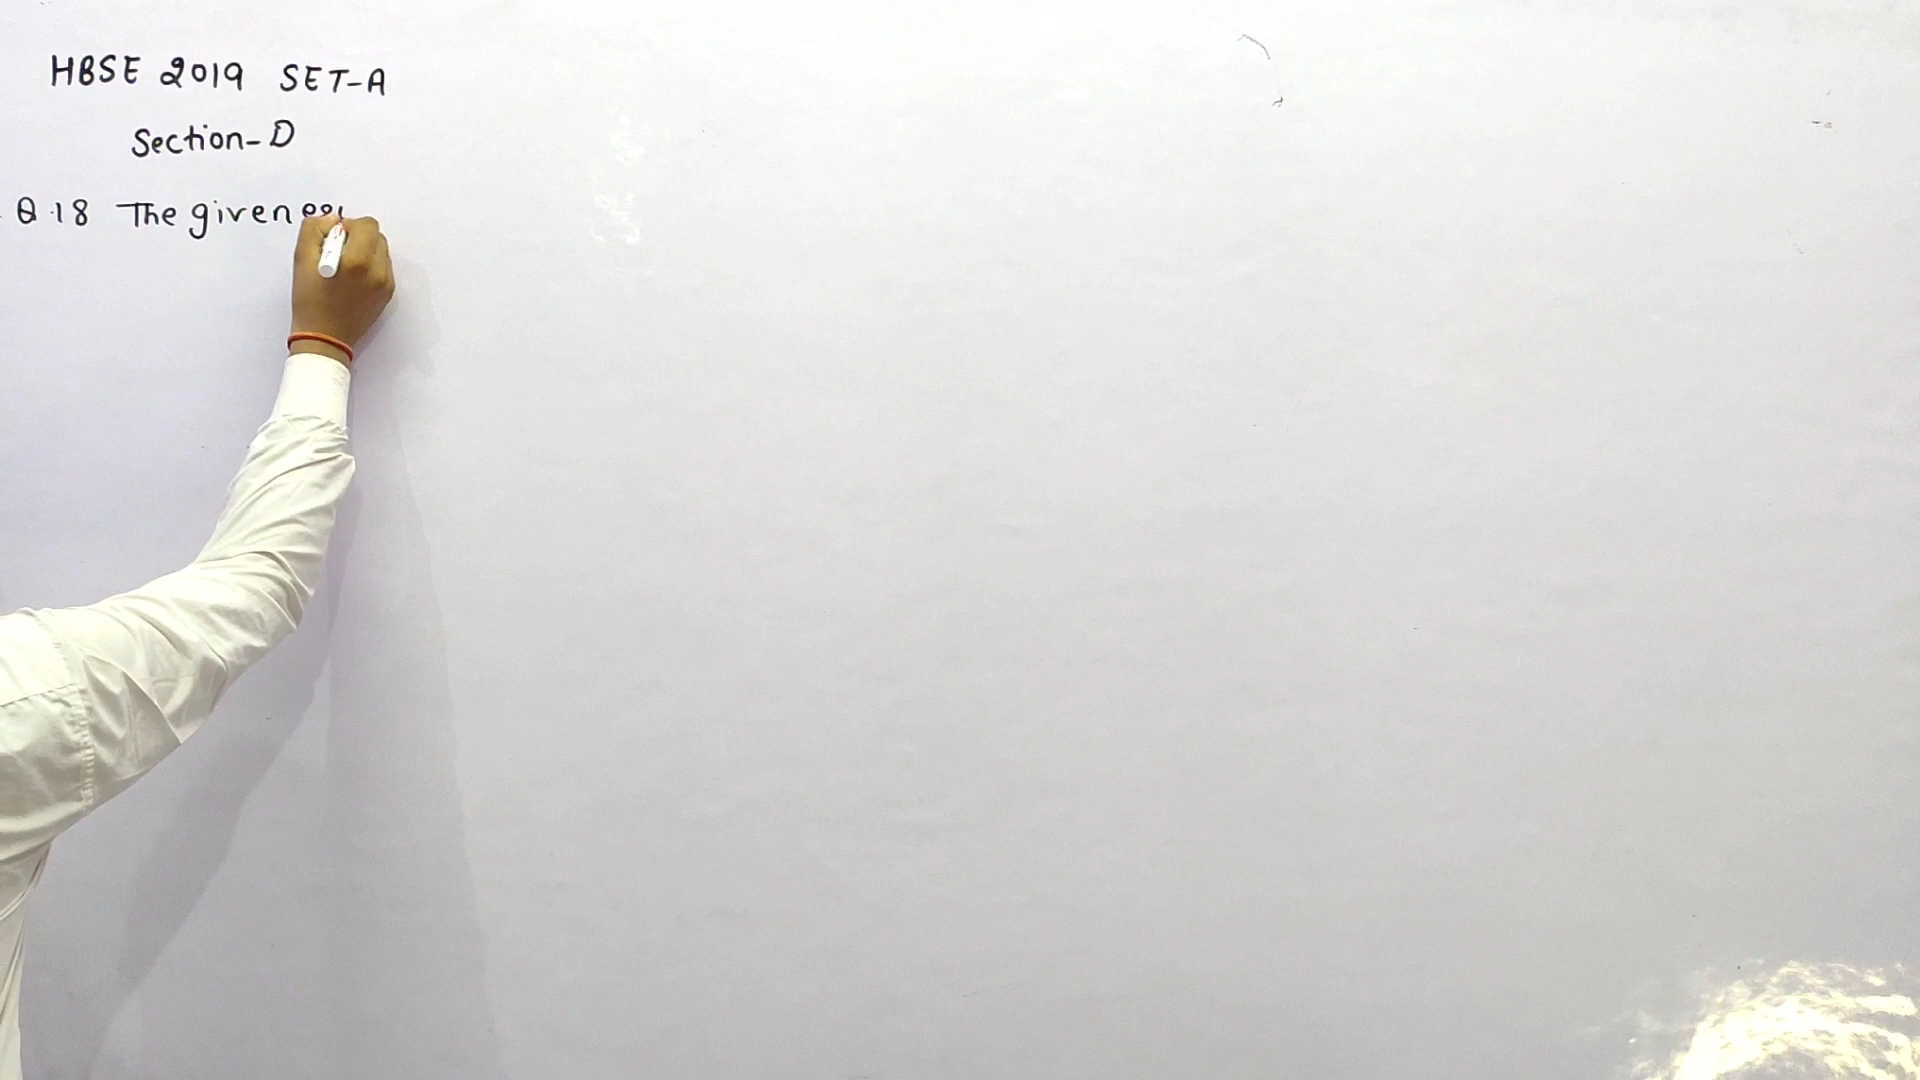 HBSE 2019 SET-A
Section-D
Q.18 The given